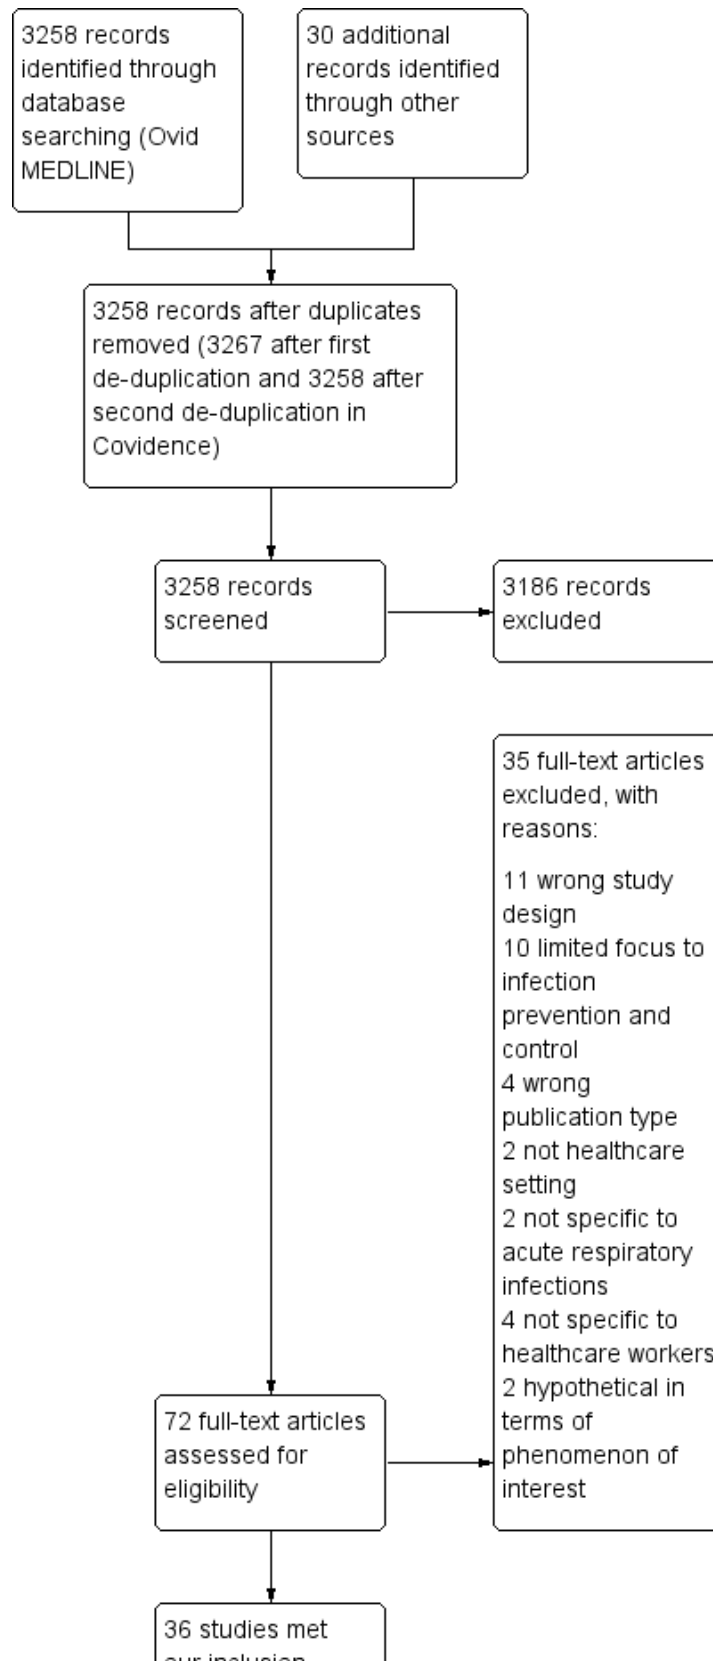 3258 records
identified through
database
searching (Ovid
MEDLINE)
30 additional
records identified
through other
sources
3258 records after duplicates
removed (3267 after first
de-duplication and 3258 after
second de-duplication in
Covidence)
3258 records
screened
3186 records
excluded
35 full-text articles
excluded, with
reasons:
11 wrong study
design
10 limited focus to
infection
prevention and
control
4 wrong
publication type
2 not healthcare
setting
2 not specific to
acute respiratory
infections
4 not specific to
healthcare workers
2 hypothetical in
terms of
phenomenon of
interest
72 full-text articles
assessed for
eligibility
36 studies met
our inclusion